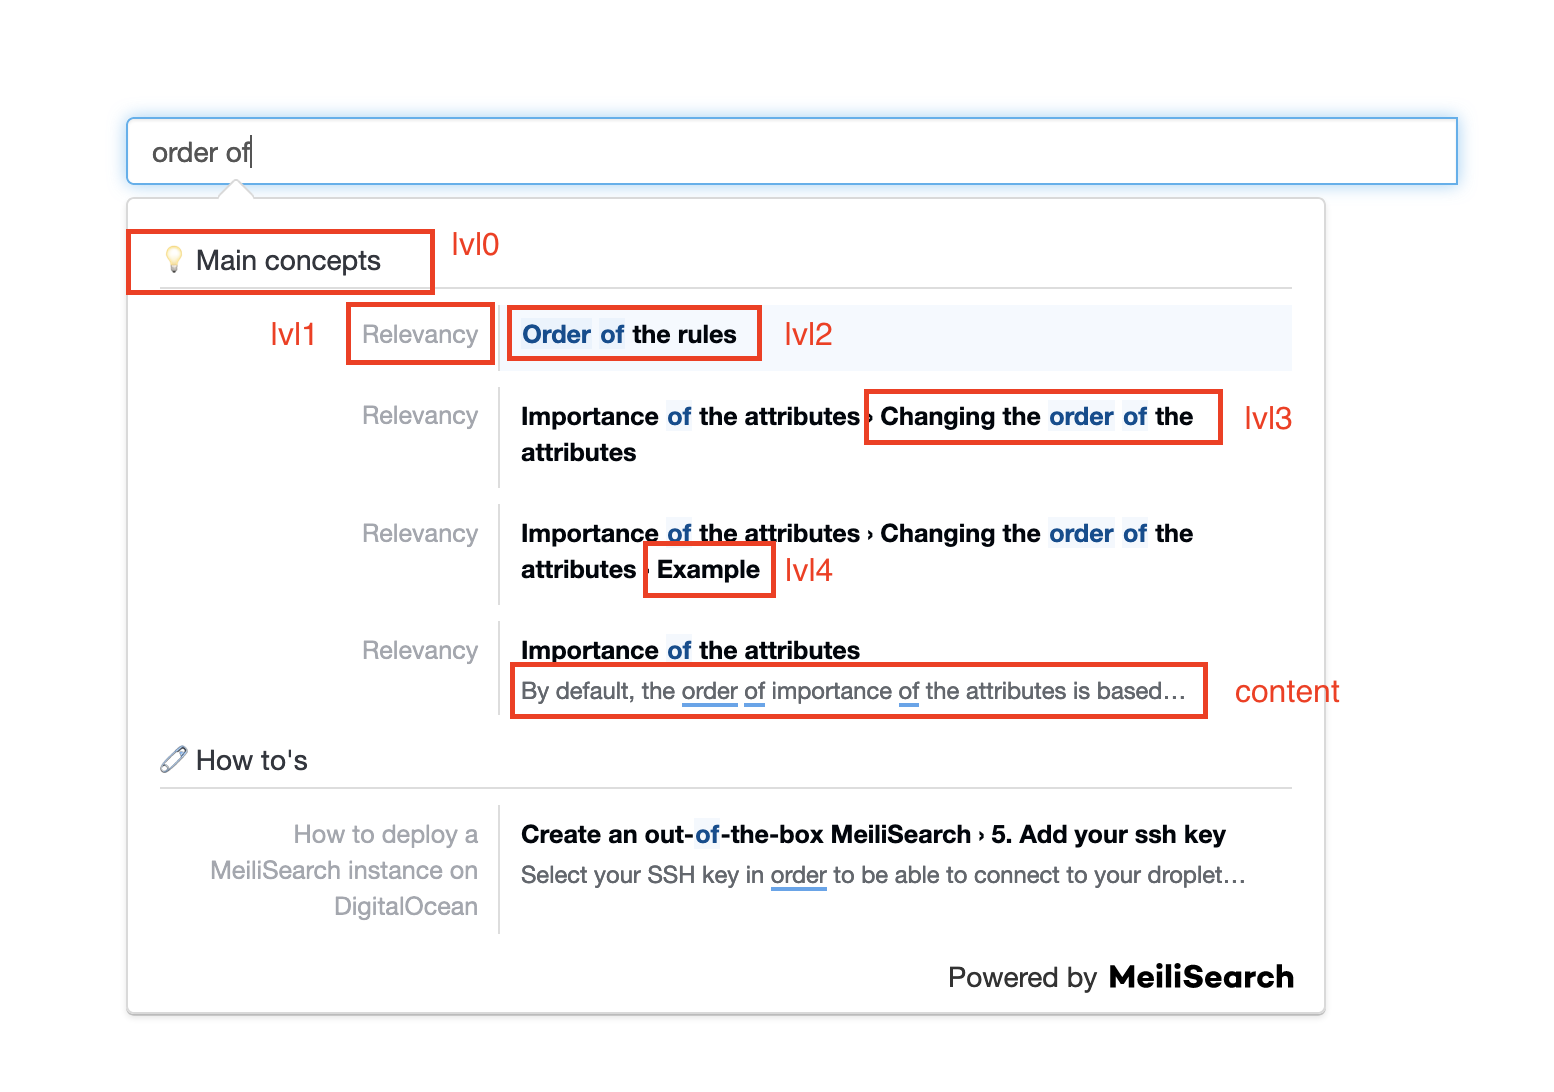 order of
💡 Main concepts
lvl0
lvl1
Relevancy
Order of the rules
lvl2
Relevancy
Importance of the attributes › Changing the order of the
attributes
lvl3
Relevancy
Importance of the attributes › Changing the order of the
attributes › Example
lvl4
Relevancy
Importance of the attributes
By default, the order of importance of the attributes is based…
content
🧷 How to's
How to deploy a
MeiliSearch instance on
DigitalOcean
Create an out-of-the-box MeiliSearch › 5. Add your ssh key
Select your SSH key in order to be able to connect to your droplet…
Powered by MeiliSearch